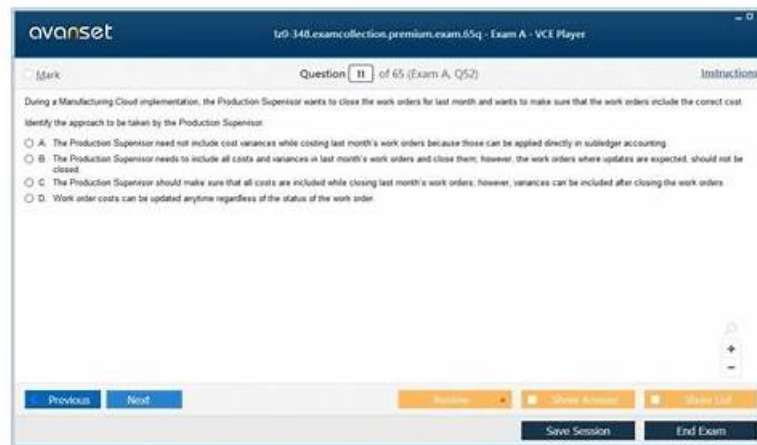 avanset
1z0-348.examcollection.premium.exam.65q - Exam A - VCE Player
Mark
Question 11 of 65 (Exam A, Q52)
Instructions
During a Manufacturing Cloud implementation, the Production Supervisor wants to close the work orders for last month and wants to make sure that the work orders include the correct cost.
Identify the approach to be taken by the Production Supervisor.
A. The Production Supervisor need not include cost variances while costing last month's work orders because those can be applied directly in subledger accounting.
B. The Production Supervisor needs to include all costs and variances in last month's work orders and close them; however, the work orders where updates are expected, should not be
closed.
C. The Production Supervisor should make sure that all costs are included while closing last month's work orders; however, variances can be included after closing the work orders.
D. Work order costs can be updated anytime regardless of the status of the work order.
Previous
Next
Review
Show Answer
Show List
Save Session
End Exam